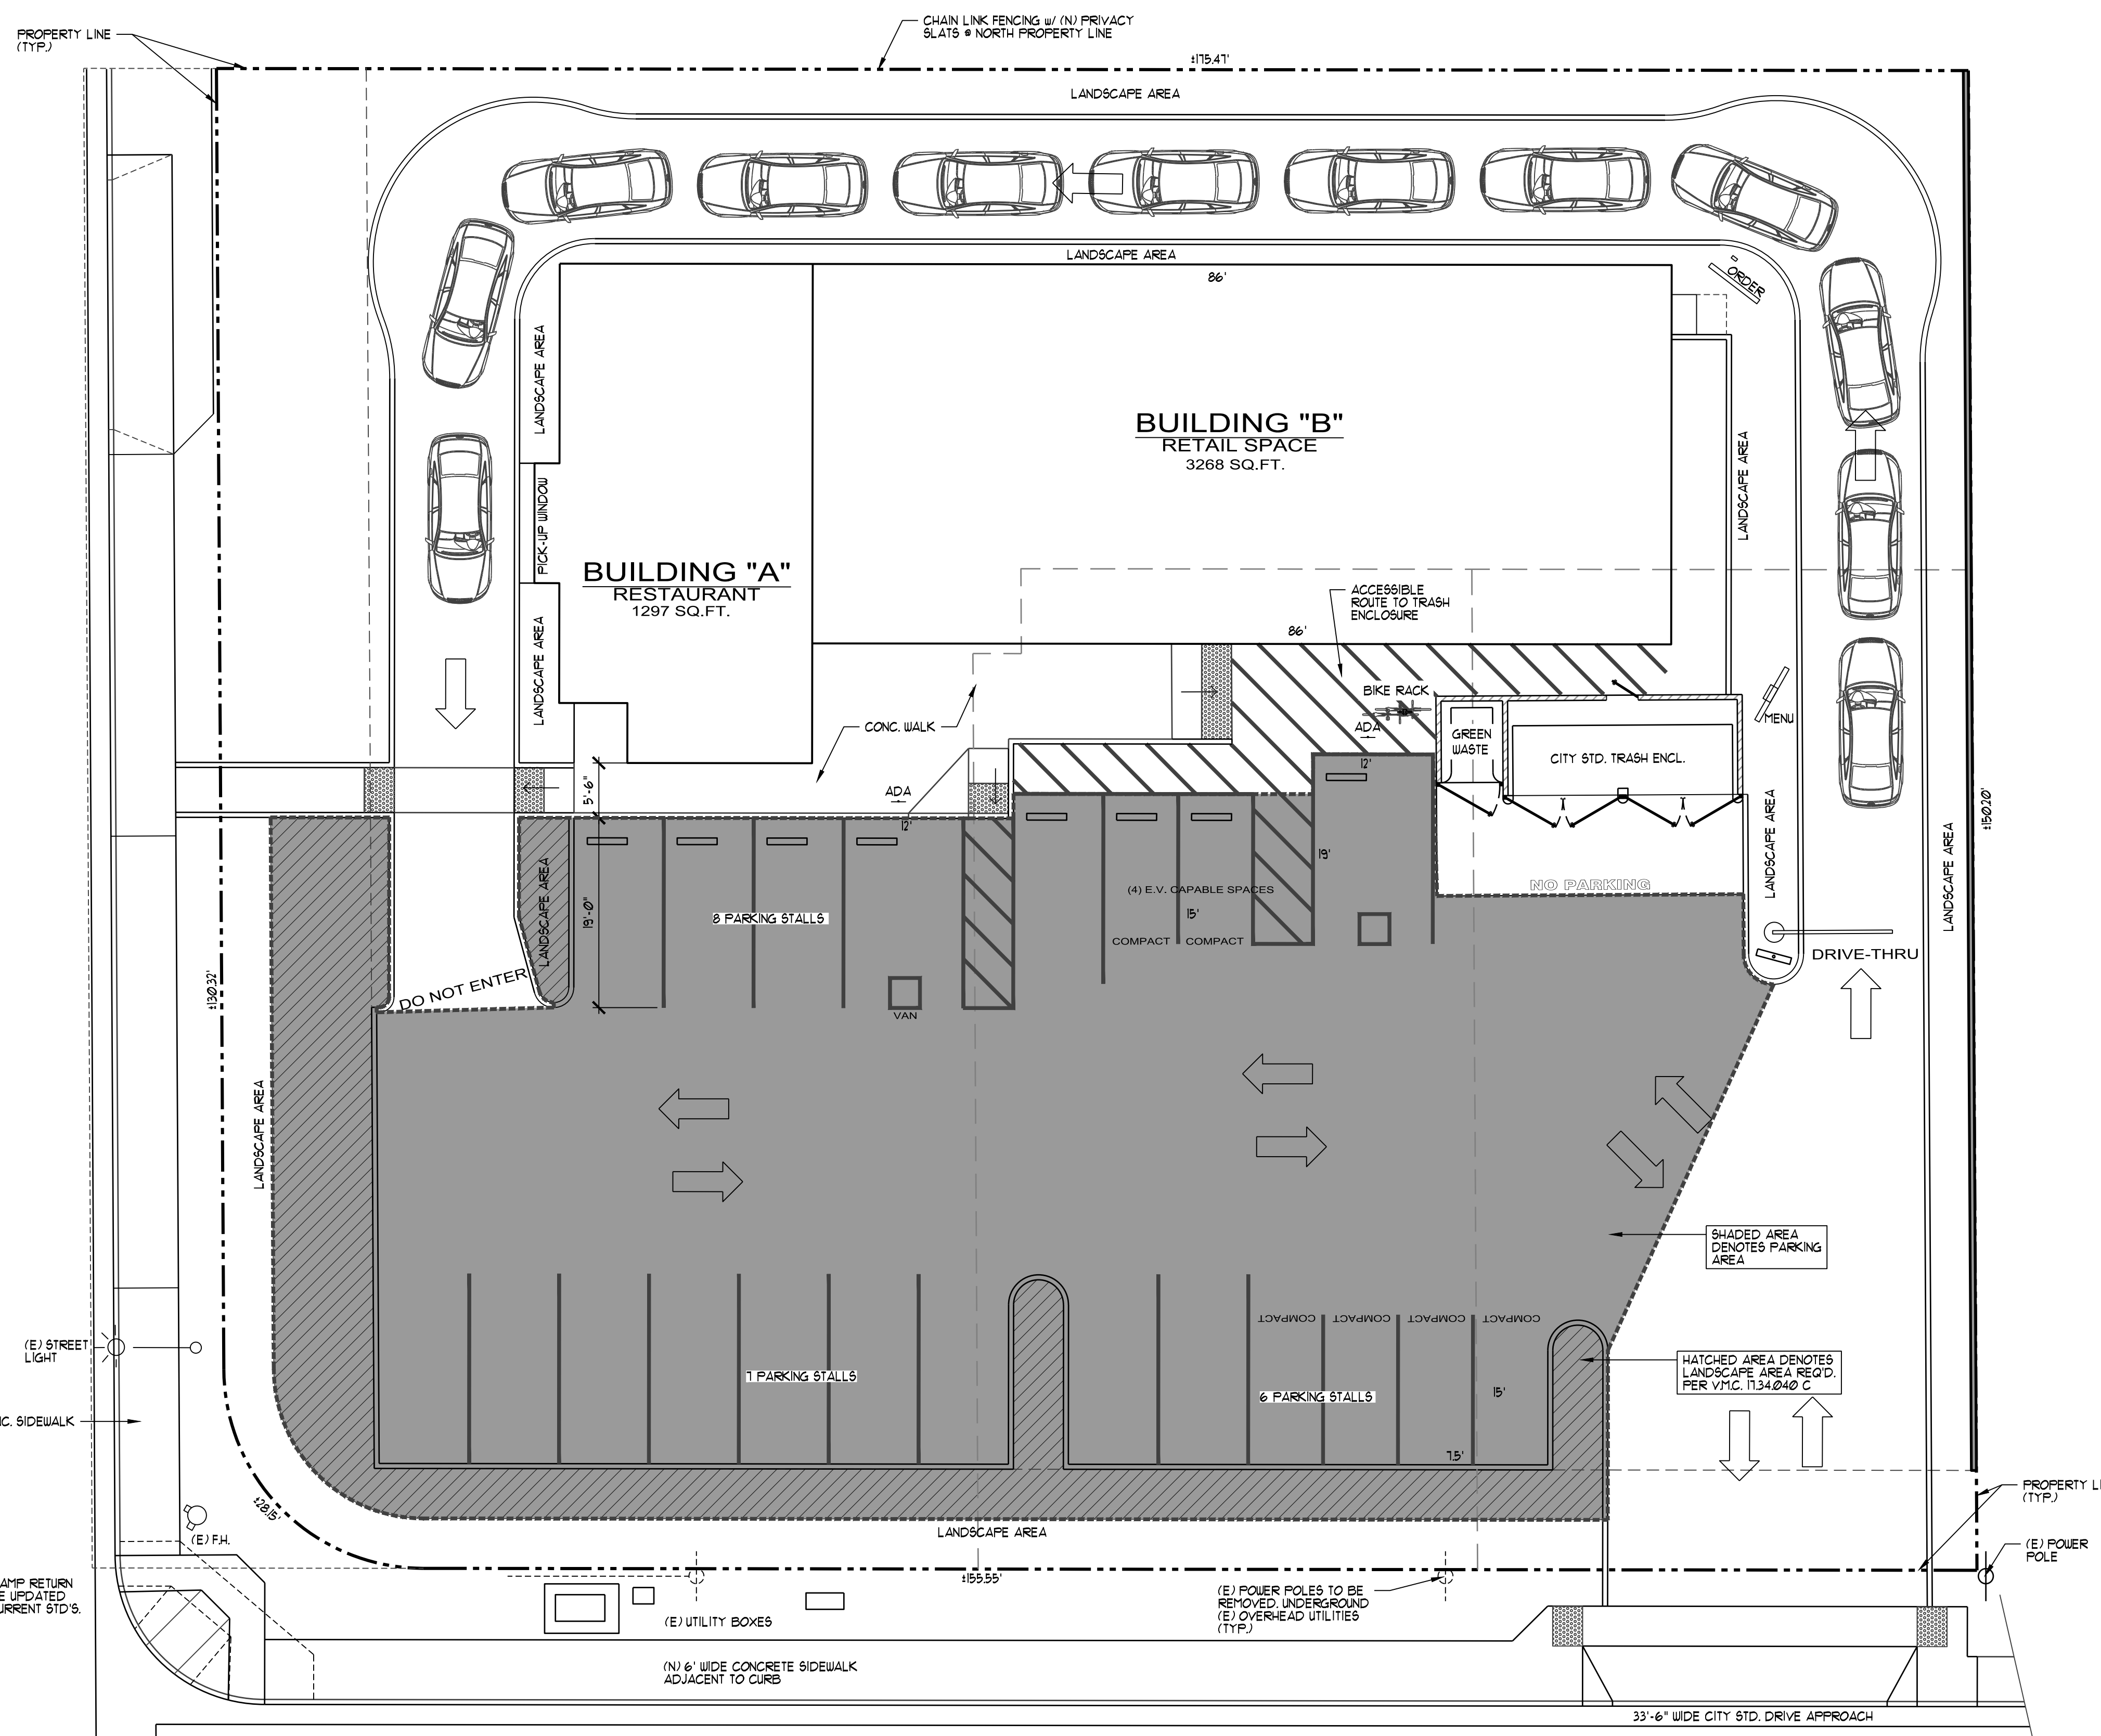 PROPERTY LINE
(TYP.)
CHAIN LINK FENCING w/ (N) PRIVACY
SLATS @ NORTH PROPERTY LINE
±175.47'
LANDSCAPE AREA
LANDSCAPE AREA
86'
ORDER
LANDSCAPE AREA
PICK-UP WINDOW
LANDSCAPE AREA
BUILDING "A"
RESTAURANT
1297 SQ.FT.
BUILDING "B"
RETAIL SPACE
3268 SQ.FT.
LANDSCAPE AREA
ACCESSIBLE
ROUTE TO TRASH
ENCLOSURE
86'
BIKE RACK
ADA
CONC. WALK
GREEN
WASTE
CITY STD. TRASH ENCL.
MENU
LANDSCAPE AREA
LANDSCAPE AREA
±150.20'
5'-6"
ADA
12'
12'
19'
19'-0"
LANDSCAPE AREA
8 PARKING STALLS
(4) E.V. CAPABLE SPACES
15'
COMPACT
COMPACT
NO PARKING
DRIVE-THRU
DO NOT ENTER
VAN
±130.32'
LANDSCAPE AREA
SHADED AREA
DENOTES PARKING
AREA
(E) STREET
LIGHT
COMPACT
COMPACT
COMPACT
COMPACT
HATCHED AREA DENOTES
LANDSCAPE AREA REQ'D.
PER V.M.C. 17.34.040 C
7 PARKING STALLS
6 PARKING STALLS
15'
7.5'
C. SIDEWALK
PROPERTY LI
(TYP.)
±28.15'
(E) F.H.
LANDSCAPE AREA
(E) POWER
POLE
±155.55'
AMP RETURN
E UPDATED
URRENT STD'S.
(E) UTILITY BOXES
(E) POWER POLES TO BE
REMOVED. UNDERGROUND
(E) OVERHEAD UTILITIES
(TYP.)
(N) 6' WIDE CONCRETE SIDEWALK
ADJACENT TO CURB
33'-6" WIDE CITY STD. DRIVE APPROACH